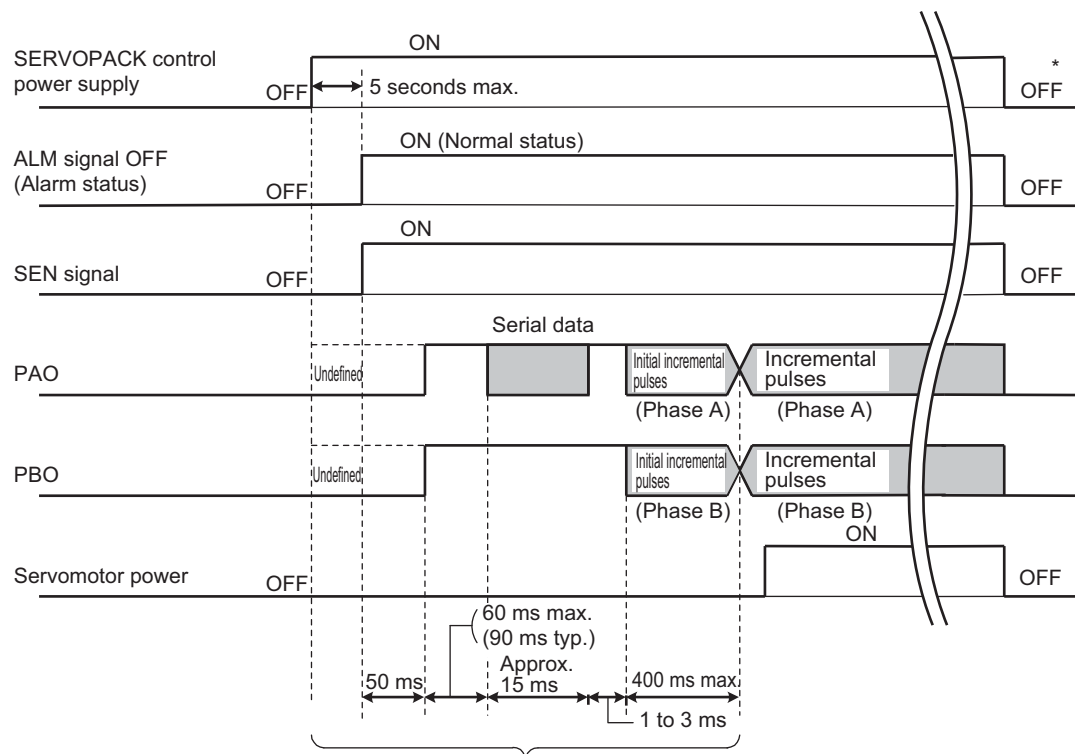 ON
SERVOPACK control
power supply
OFF
5 seconds max.
*
OFF
ON (Normal status)
ALM signal OFF
(Alarm status)
OFF
OFF
ON
SEN signal
OFF
OFF
Serial data
PAO
Undefined
Initial incremental
pulses
Incremental
pulses
(Phase A)
(Phase A)
PBO
Undefined
Initial incremental
pulses
Incremental
pulses
(Phase B)
(Phase B)
ON
Servomotor power
OFF
OFF
60 ms max.
(90 ms typ.)
50 ms
Approx.
15 ms
400 ms max.
1 to 3 ms